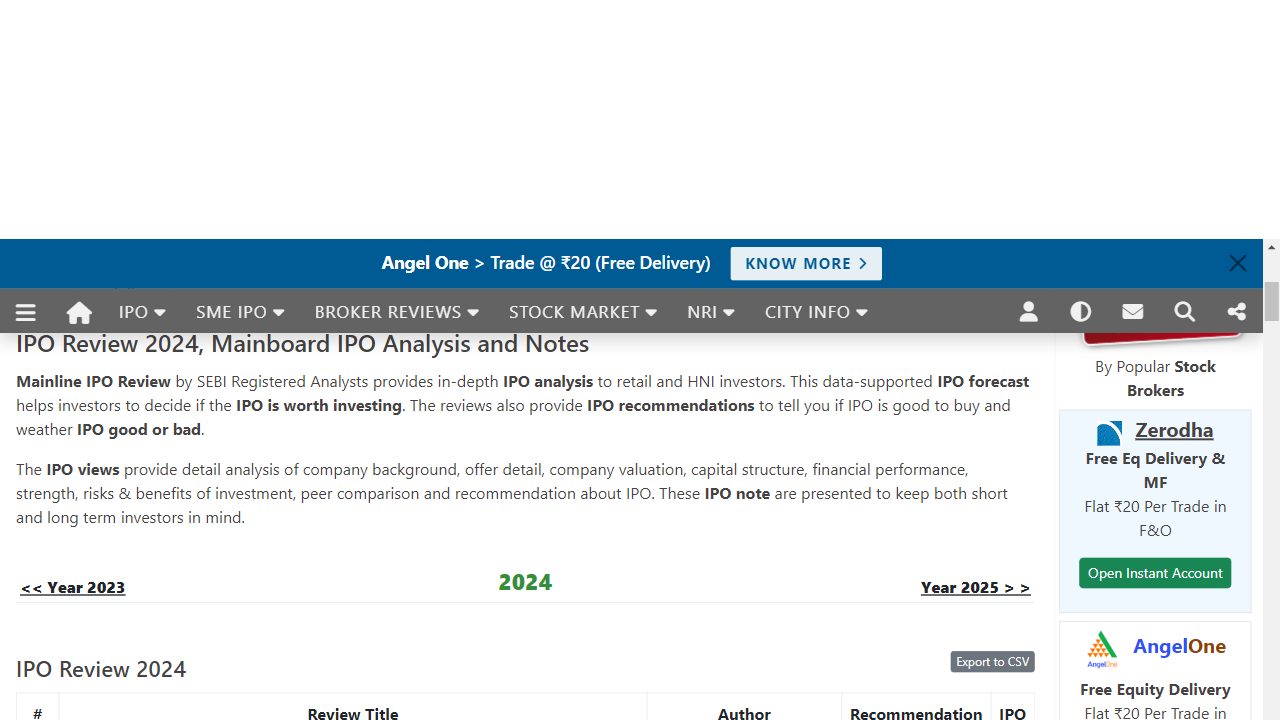 Angel One > Trade @ ₹20 (Free Delivery) KNOW MORE >
IPO SME IPO BROKER REVIEWS STOCK MARKET NRI CITY INFO
IPO Review 2024, Mainboard IPO Analysis and Notes
Mainline IPO Review by SEBI Registered Analysts provides in-depth IPO analysis to retail and HNI investors. This data-supported IPO forecast
helps investors to decide if the IPO is worth investing. The reviews also provide IPO recommendations to tell you if IPO is good to buy and
weather IPO good or bad.
The IPO views provide detail analysis of company background, offer detail, company valuation, capital structure, financial performance,
strength, risks & benefits of investment, peer comparison and recommendation about IPO. These IPO note are presented to keep both short
and long term investors in mind.
<< Year 2023 2024 Year 2025 > >
IPO Review 2024 Export to CSV
# Review Title Author Recommendation IPO
By Popular Stock
Brokers
Zerodha
Free Eq Delivery &
MF
Flat ₹20 Per Trade in
F&O
Open Instant Account
AngelOne AngelOne
Free Equity Delivery
Flat ₹20 Per Trade in